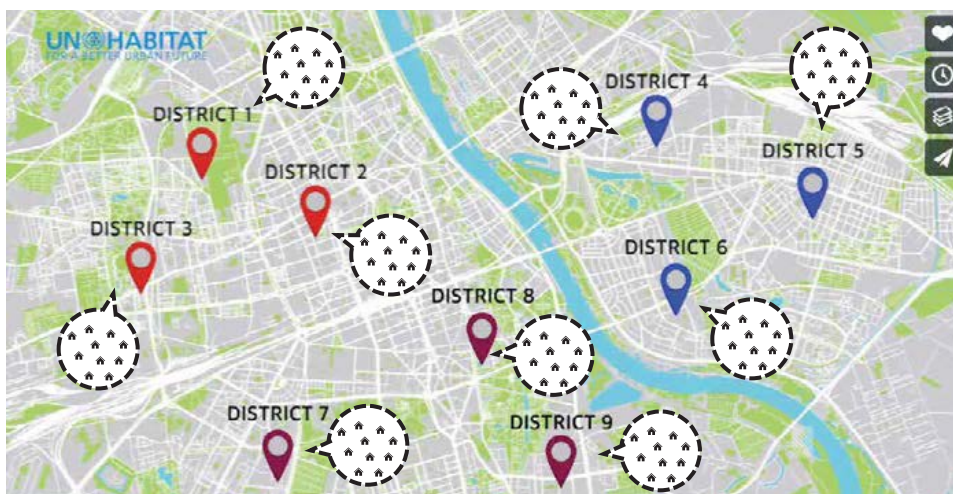 UN HABITAT
FOR A BETTER URBAN FUTURE
DISTRICT 1
DISTRICT 4
DISTRICT 5
DISTRICT 2
DISTRICT 3
DISTRICT 6
DISTRICT 8
DISTRICT 7
DISTRICT 9